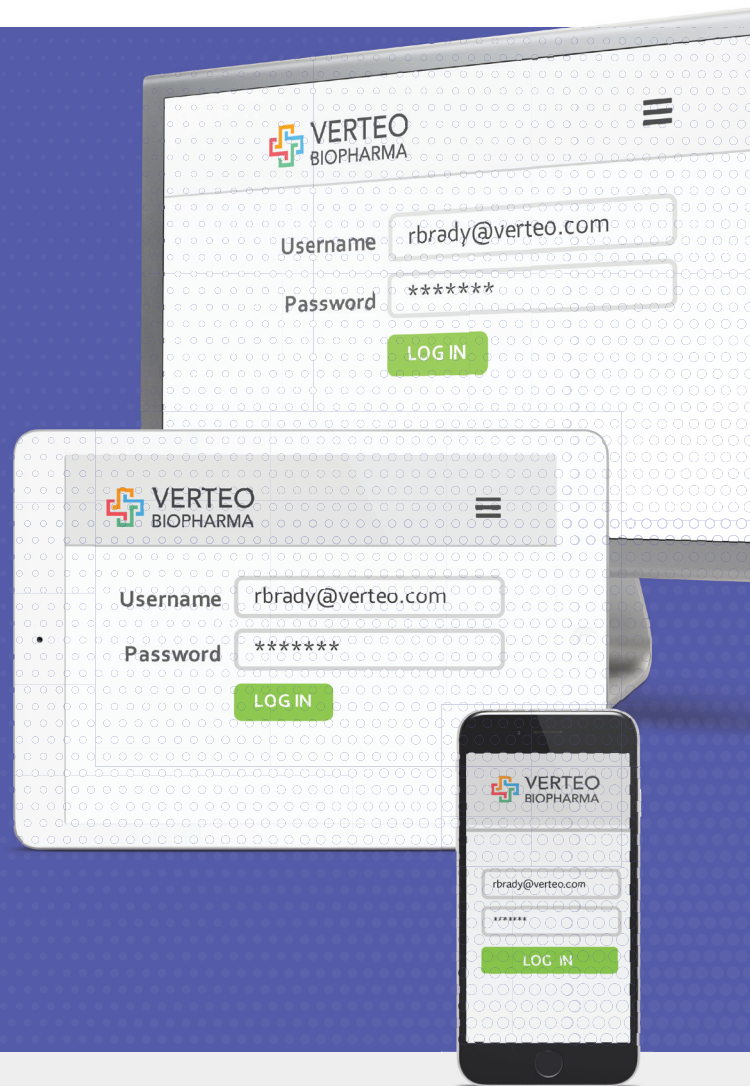 VERTEO
BIOPHARMA
Username rbrady@verteo.com
Password *******
LOG IN
VERTEO
BIOPHARMA
Username rbrady@verteo.com
Password *******
LOG IN
VERTEO
BIOPHARMA
rbrady@verteo.com
*******
LOG IN